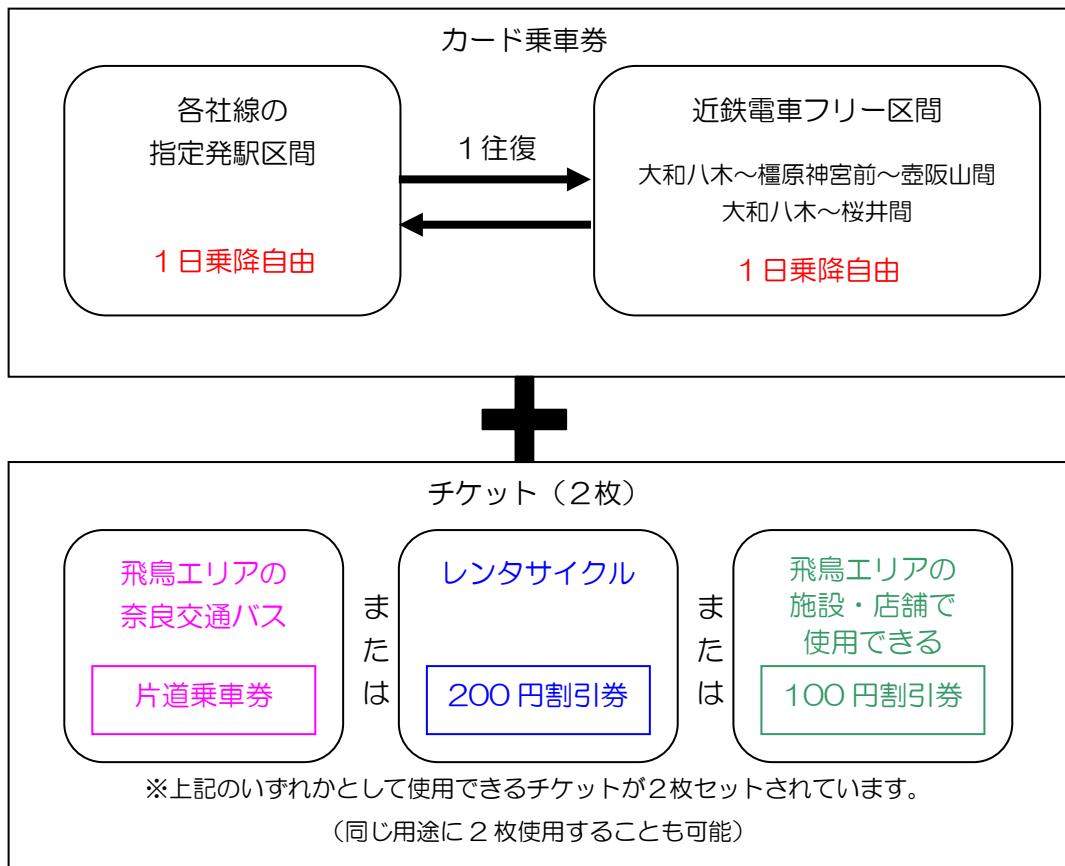 カード乗車券
各社線の
指定発駅区間
1日乗降自由
1往復
近鉄電車フリー区間
大和八木～橿原神宮前～壺阪山間
大和八木～桜井間
1日乗降自由
チケット（2枚）
飛鳥エリアの
奈良交通バス
片道乗車券
または
レンタサイクル
200円割引券
または
飛鳥エリアの
施設・店舗で
使用できる
100円割引券
※上記のいずれかとして使用できるチケットが2枚セットされています。
（同じ用途に2枚使用することも可能）